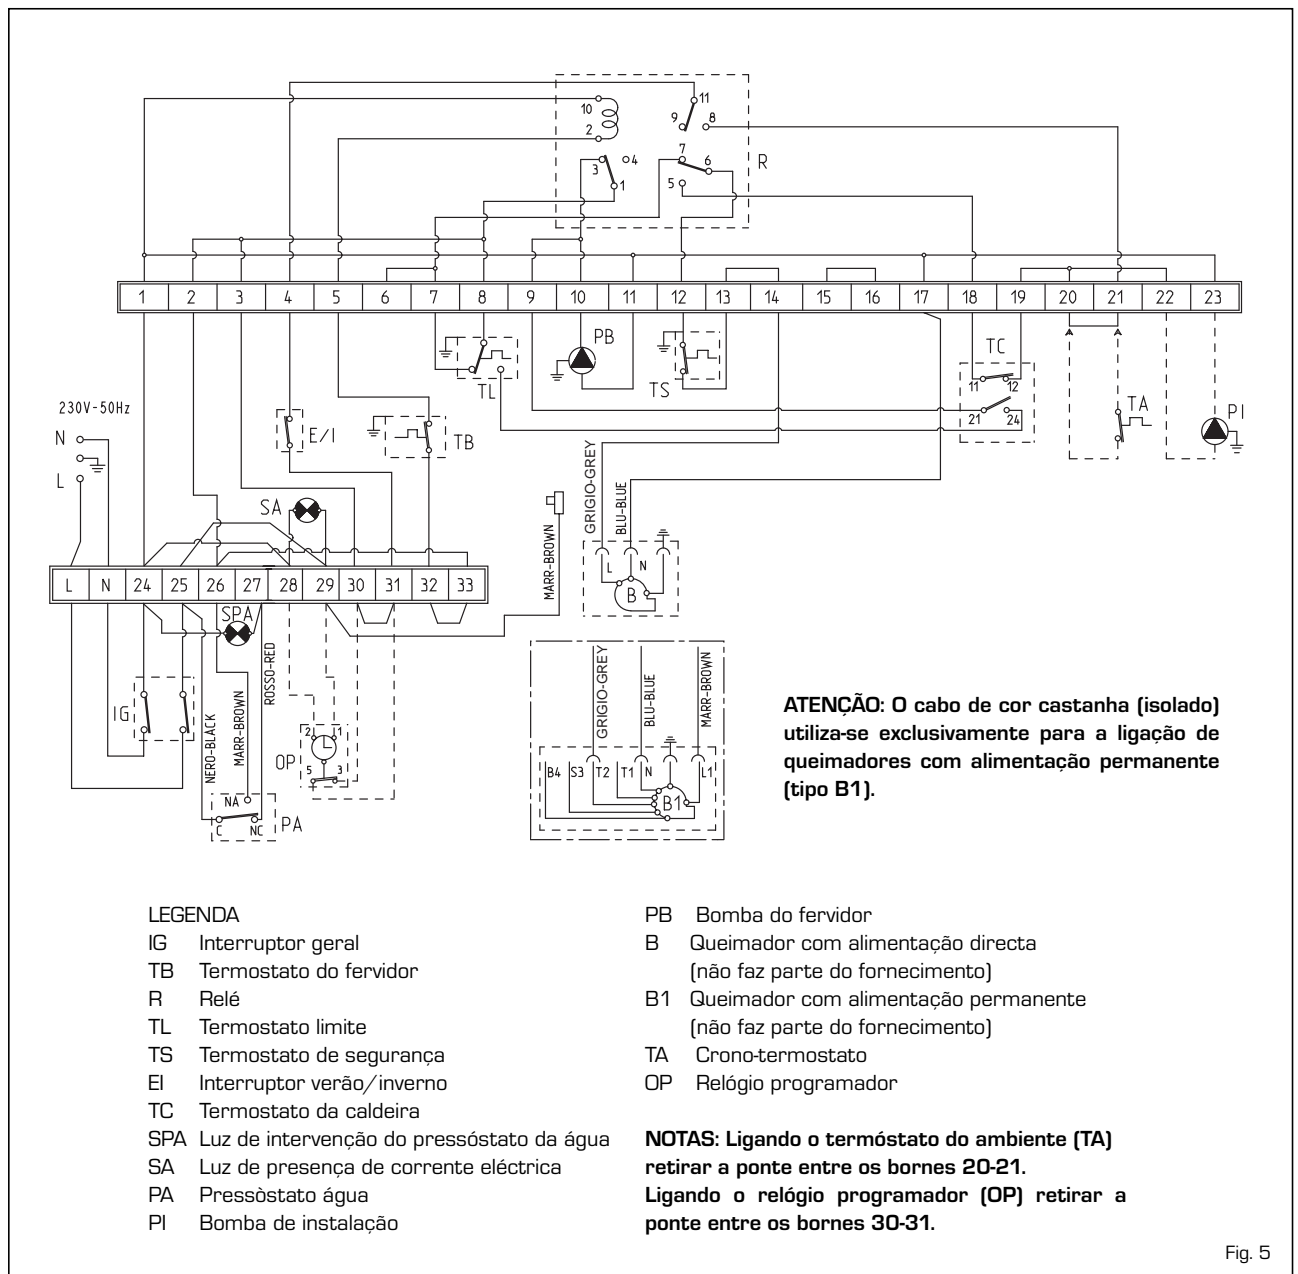 11
10
9
8
2
7
6
3
4
R
1
5
1 2 3 4 5 6 7 8 9 10 11 12 13 14 15 16 17 18 19 20 21 22 23
PB
TC
TL
TS
11 12
21 24
TA
PI
230V-50Hz
N
L
E/I
TB
SA
MARR-BROWN
GRIGIO-GREY
BLU-BLUE
L N
B
L N 24 25 26 27 28 29 30 31 32 33
SPA
ROSSO-RED
MARR-BROWN
NERO-BLACK
IG
OP
2 1
5 3
NA
C NC
PA
GRIGIO-GREY
BLU-BLUE
MARR-BROWN
B4 S3 T2 T1 N L1
B1
ATENÇÃO: O cabo de cor castanha (isolado)
utiliza-se exclusivamente para a ligação de
queimadores com alimentação permanente
(tipo B1).
LEGENDA
IG Interruptor geral
TB Termostato do fervidor
R Relé
TL Termostato limite
TS Termostato de segurança
EI Interruptor verão/inverno
TC Termostato da caldeira
SPA Luz de intervenção do pressóstato da água
SA Luz de presença de corrente eléctrica
PA Pressòstato água
PI Bomba de instalação
PB Bomba do fervidor
B Queimador com alimentação directa
(não faz parte do fornecimento)
B1 Queimador com alimentação permanente
(não faz parte do fornecimento)
TA Crono-termostato
OP Relógio programador
NOTAS: Ligando o termóstato do ambiente (TA)
retirar a ponte entre os bornes 20-21.
Ligando o relógio programador (OP) retirar a
ponte entre os bornes 30-31.
Fig. 5